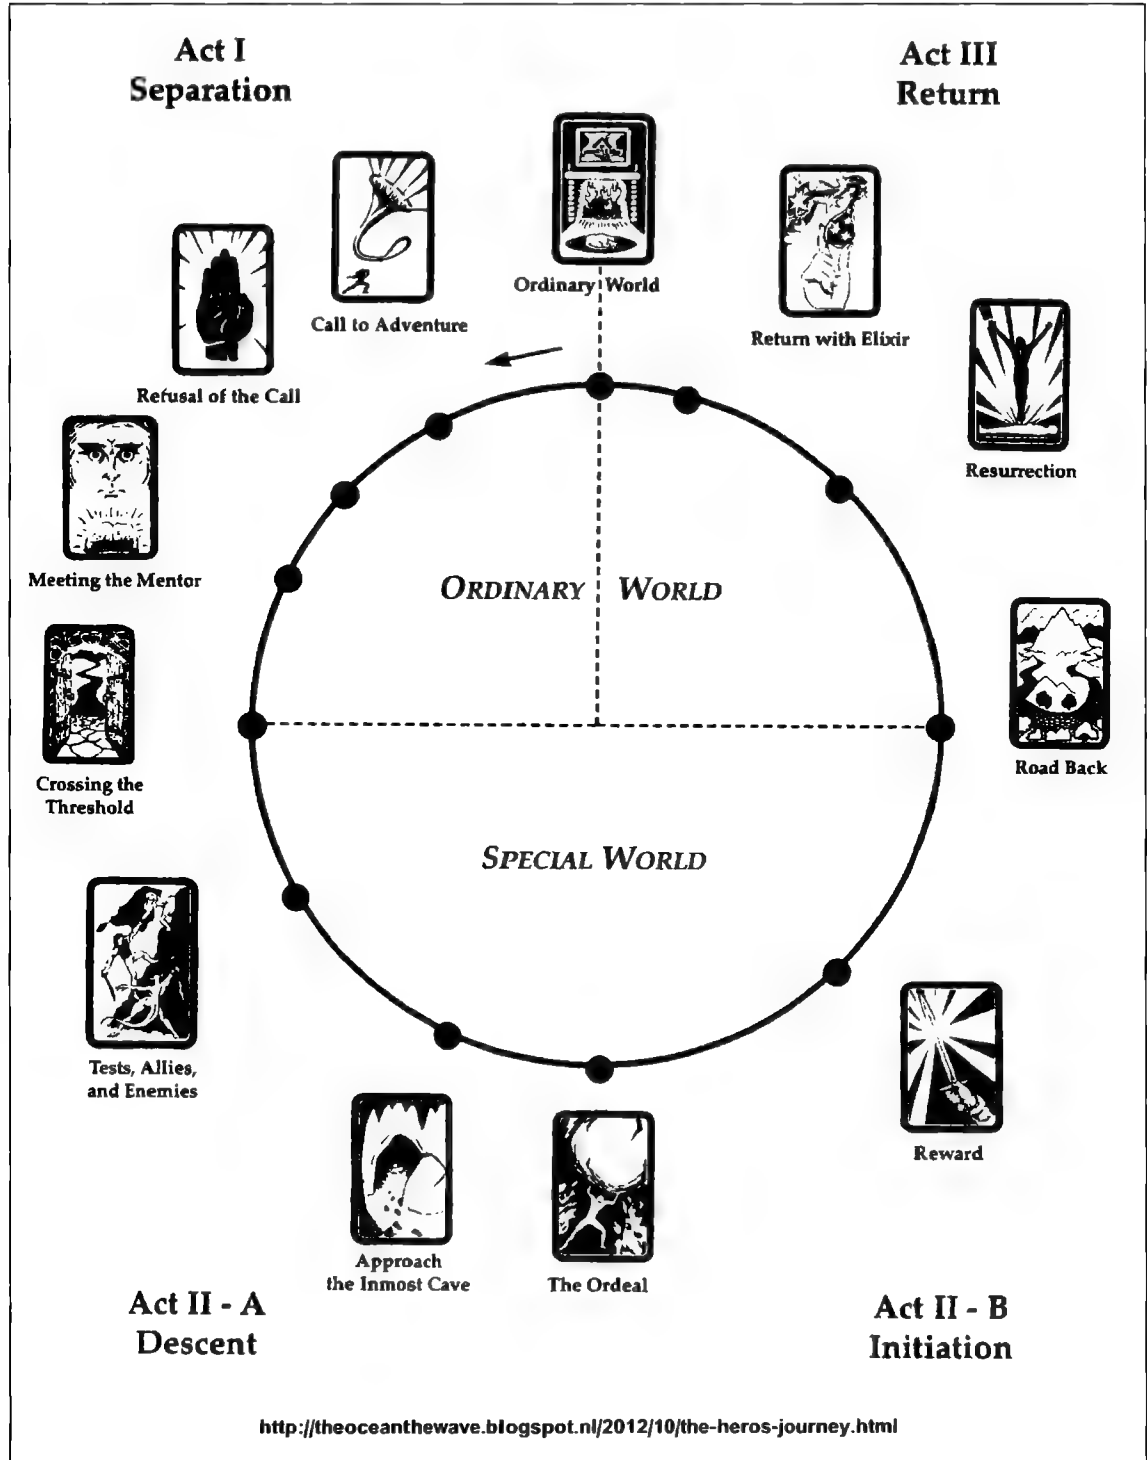 Act I
Separation
Act III
Return
Ordinary World
Call to Adventure
Return with Elixir
Refusal of the Call
Resurrection
Meeting the Mentor
ORDINARY WORLD
Crossing the
Threshold
Road Back
SPECIAL WORLD
Tests, Allies,
and Enemies
Reward
Approach
the Inmost Cave
The Ordeal
Act II - A
Descent
Act II - B
Initiation
http://theoceanthewave.blogspot.nl/2012/10/the-heros-journey.html